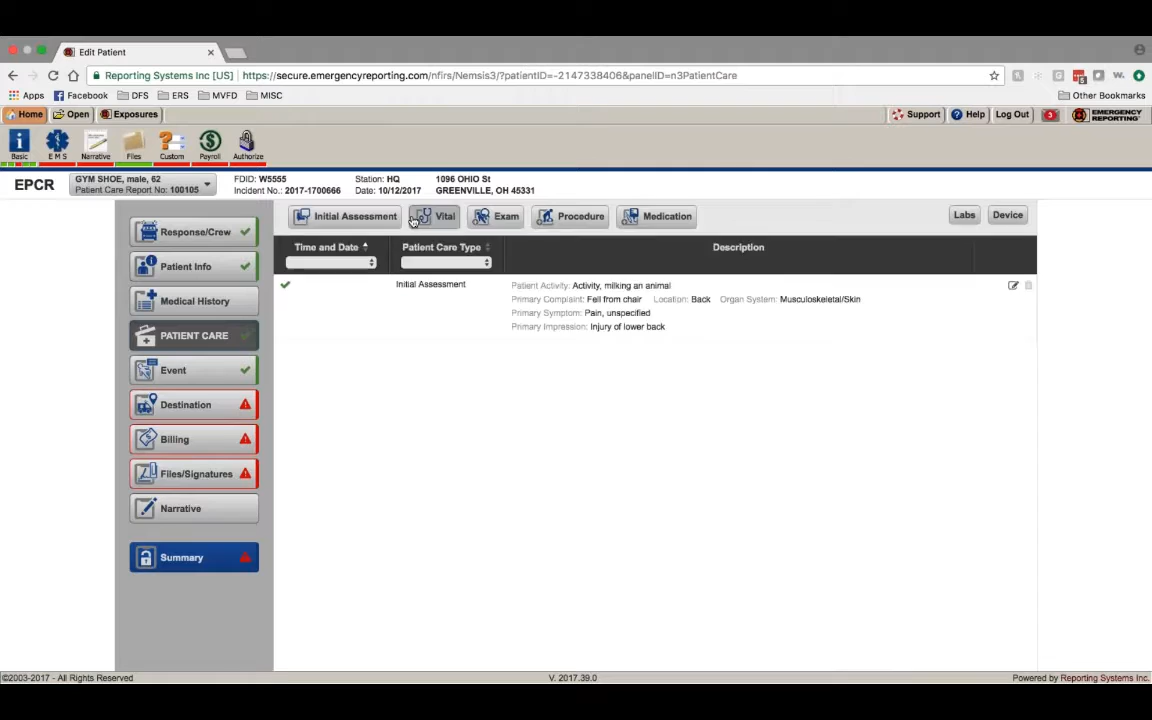 Edit Patient
Reporting Systems Inc [US] https://secure.emergencyreporting.com/nfirs/Nemsis3/?patientID=-2147338406&panelID=n3PatientCare
Apps Facebook DFS ERS MVFD MISC Other Bookmarks
Home Open Exposures Support Help Log Out EMERGENCY REPORTING
Basic EMS Narrative Files Custom Payroll Authorize
EPCR
GYM SHOE, male, 62
Patient Care Report No: 100105
FDID: W5555 Station: HQ 1096 OHIO St
Incident No.: 2017-1700666 Date: 10/12/2017 GREENVILLE, OH 45331
Initial Assessment Vital Exam Procedure Medication Labs Device
Response/Crew
Patient Info
Medical History
PATIENT CARE
Event
Destination
Billing
Files/Signatures
Narrative
Summary
Time and Date Patient Care Type Description
Initial Assessment Patient Activity: Activity, milking an animal
Primary Complaint: Fell from chair Location: Back Organ System: Musculoskeletal/Skin
Primary Symptom: Pain, unspecified
Primary Impression: Injury of lower back
©2003-2017 - All Rights Reserved V. 2017.39.0 Powered by Reporting Systems Inc.